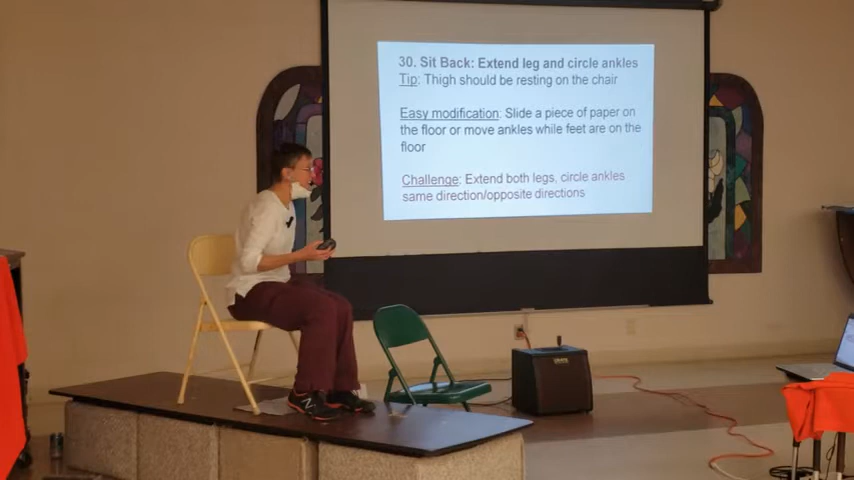 30. Sit Back: Extend leg and circle ankles
Tip: Thigh should be resting on the chair
Easy modification: Slide a piece of paper on
the floor or move ankles while feet are on the
floor
Challenge: Extend both legs, circle ankles
same direction/opposite directions